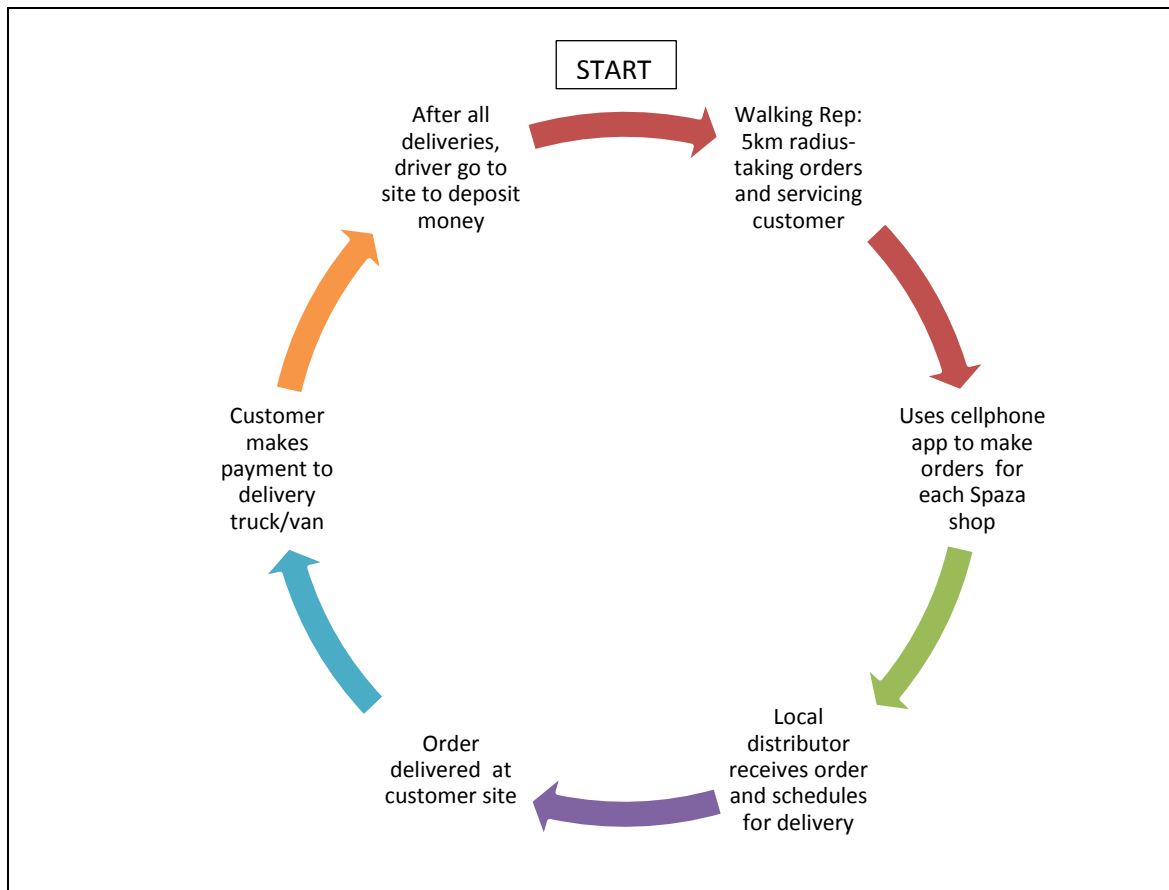 START
Walking Rep:
5km radius-
taking orders
and servicing
customer
Uses cellphone
app to make
orders for
each Spaza
shop
Local
distributor
receives order
and schedules
for delivery
Order
delivered at
customer site
Customer
makes
payment to
delivery
truck/van
After all
deliveries,
driver go to
site to deposit
money